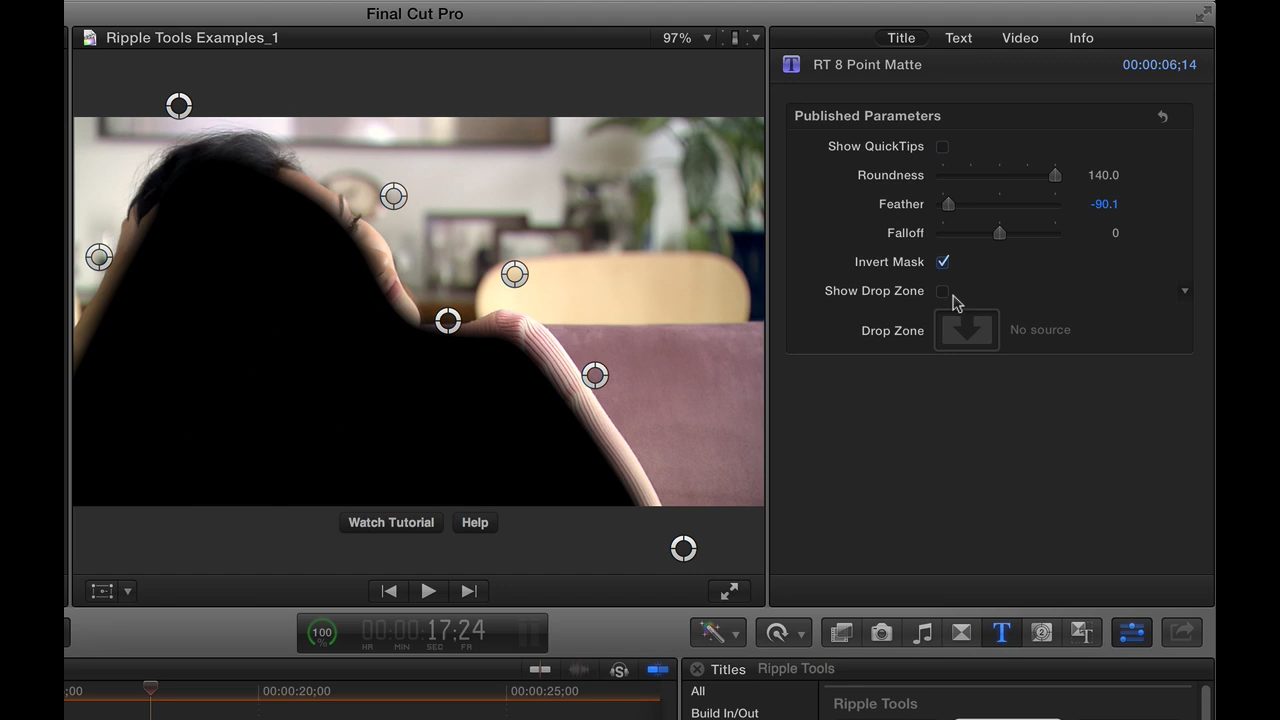 Final Cut Pro
Ripple Tools Examples_1
97%
Title Text Video Info
RT 8 Point Matte
00:00:06;14
Published Parameters
Show QuickTips
Roundness 140.0
Feather -90.1
Falloff 0
Invert Mask
Show Drop Zone
Drop Zone No source
Watch Tutorial Help
100 %
00:00:17;24
HR MIN SEC FR
Titles Ripple Tools
;00 00:00:20;00 00:00:25;00
All
Build In/Out
Ripple Tools